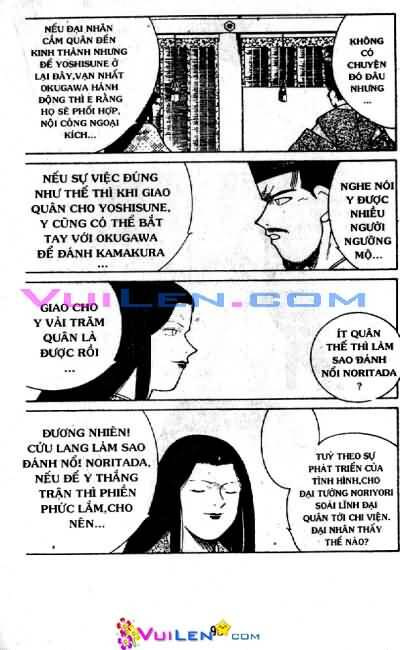 KHÔNG
CÓ
CHUYỆN
ĐÓ ĐÂU
NHƯNG
...
NẾU ĐẠI NHÂN
CẦM QUÂN ĐẾN
KINH THÀNH NHƯNG
ĐỂ YOSHISUNE Ở
LẠI ĐÂY,VẠN NHẤT
OKUGAWA HÀNH
ĐỘNG THÌ E RẰNG
HỌ SẼ PHỐI HỢP,
NỘI CÔNG NGOẠI
KÍCH...
NGHE NÓI
Y ĐƯỢC
NHIỀU
NGƯỜI
NGƯỠNG
MỘ...
NẾU SỰ VIỆC ĐÚNG
NHƯ THẾ THÌ KHI GIAO
QUÂN CHO YOSHISUNE,
Y CŨNG CÓ THỂ BẮT
TAY VỚI OKUGAWA
ĐỂ ĐÁNH KAMAKURA
...
VUILEN.COM
GIAO CHO
Y VÀI TRĂM
QUÂN LÀ
ĐƯỢC RỒI
...
ÍT QUÂN
THẾ THÌ LÀM
SAO ĐÁNH
NỔI NORITADA
?
ĐƯƠNG NHIÊN!
CỬU LANG LÀM SAO
ĐÁNH NỔI NORITADA,
NẾU ĐỂ Y THẮNG
TRẬN THÌ PHIỀN
PHỨC LẮM,CHO
NÊN...
TUỲ THEO SỰ
PHÁT TRIỂN CỦA
TÌNH HÌNH,CHO
ĐẠI TƯỚNG NORIYORI
SOÁI LĨNH ĐẠI
QUÂN TỚI CHI VIỆN.
ĐẠI NHÂN THẤY
THẾ NÀO?
VUILEN.COM